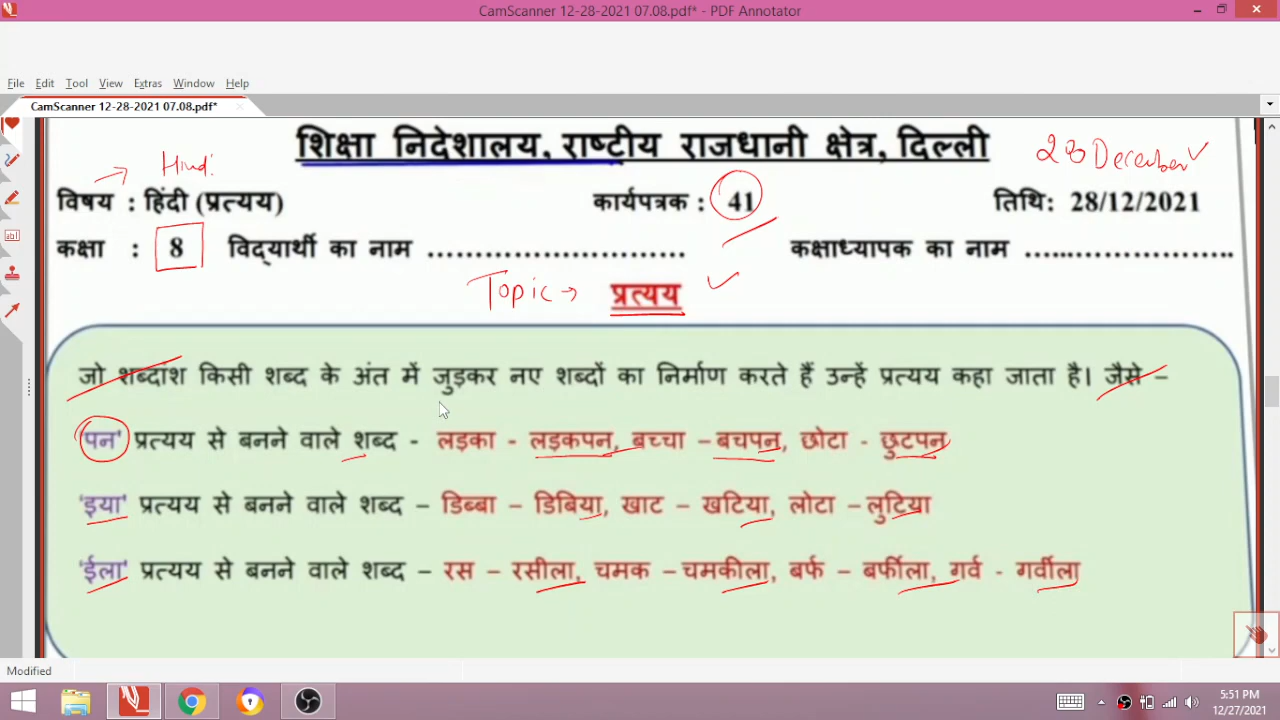 CamScanner 12-28-2021 07.08.pdf* - PDF Annotator
File Edit Tool View Extras Window Help
CamScanner 12-28-2021 07.08.pdf*
शिक्षा निदेशालय, राष्टीय राजधानी क्षेत्र, दिल्ली
28 December
Hindi
विषय : हिंदी (प्रत्यय) कार्यपत्रक : 41 तिथि: 28/12/2021
कक्षा : 8 विद्यार्थी का नाम ............................ कक्षाध्यापक का नाम ......................
Topic → प्रत्यय
जो शब्दांश किसी शब्द के अंत में जुड़कर नए शब्दों का निर्माण करते हैं उन्हें प्रत्यय कहा जाता है। जैसे –
'पन' प्रत्यय से बनने वाले शब्द - लड़का - लड़कपन, बच्चा – बचपन, छोटा - छुटपन
'इया' प्रत्यय से बनने वाले शब्द – डिब्बा – डिबिया, खाट – खटिया, लोटा – लुटिया
'ईला' प्रत्यय से बनने वाले शब्द – रस – रसीला, चमक – चमकीला, बर्फ – बर्फीला, गर्व - गर्वीला
Modified
5:51 PM
12/27/2021